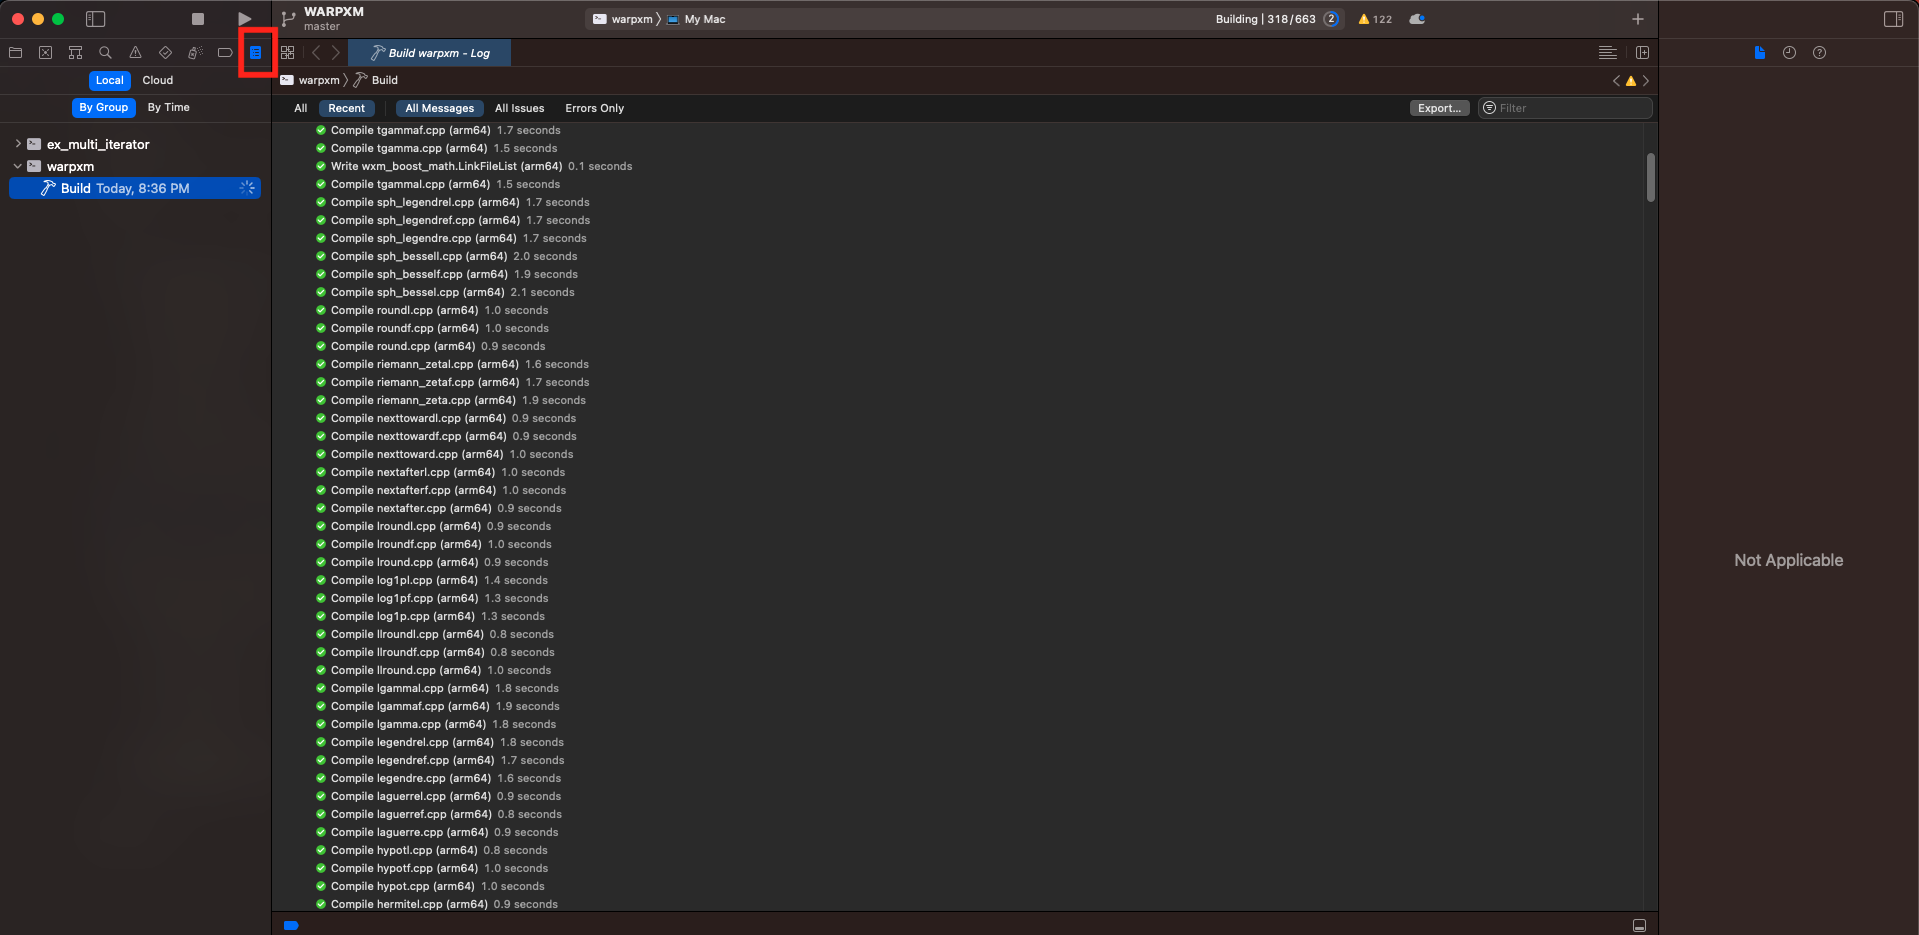 WARPXM
master
warpxm 〉 My Mac
Building | 318/663 2
122
Build warpxm - Log
Local Cloud
warpxm 〉 Build
By Group By Time
All Recent All Messages All Issues Errors Only Export... Filter
ex_multi_iterator
warpxm
Build Today, 8:36 PM
Compile tgammaf.cpp (arm64) 1.7 seconds
Compile tgamma.cpp (arm64) 1.5 seconds
Write wxm_boost_math.LinkFileList (arm64) 0.1 seconds
Compile tgammal.cpp (arm64) 1.5 seconds
Compile sph_legendrel.cpp (arm64) 1.7 seconds
Compile sph_legendref.cpp (arm64) 1.7 seconds
Compile sph_legendre.cpp (arm64) 1.7 seconds
Compile sph_bessell.cpp (arm64) 2.0 seconds
Compile sph_besself.cpp (arm64) 1.9 seconds
Compile sph_bessel.cpp (arm64) 2.1 seconds
Compile roundl.cpp (arm64) 1.0 seconds
Compile roundf.cpp (arm64) 1.0 seconds
Compile round.cpp (arm64) 0.9 seconds
Compile riemann_zetal.cpp (arm64) 1.6 seconds
Compile riemann_zetaf.cpp (arm64) 1.7 seconds
Compile riemann_zeta.cpp (arm64) 1.9 seconds
Compile nexttowardl.cpp (arm64) 0.9 seconds
Compile nexttowardf.cpp (arm64) 0.9 seconds
Compile nexttoward.cpp (arm64) 1.0 seconds
Compile nextafterl.cpp (arm64) 1.0 seconds
Compile nextafterf.cpp (arm64) 1.0 seconds
Compile nextafter.cpp (arm64) 0.9 seconds
Compile lroundl.cpp (arm64) 0.9 seconds
Compile lroundf.cpp (arm64) 1.0 seconds
Compile lround.cpp (arm64) 0.9 seconds
Compile log1pl.cpp (arm64) 1.4 seconds
Compile log1pf.cpp (arm64) 1.3 seconds
Compile log1p.cpp (arm64) 1.3 seconds
Compile llroundl.cpp (arm64) 0.8 seconds
Compile llroundf.cpp (arm64) 0.8 seconds
Compile llround.cpp (arm64) 1.0 seconds
Compile lgammal.cpp (arm64) 1.8 seconds
Compile lgammaf.cpp (arm64) 1.9 seconds
Compile lgamma.cpp (arm64) 1.8 seconds
Compile legendrel.cpp (arm64) 1.8 seconds
Compile legendref.cpp (arm64) 1.7 seconds
Compile legendre.cpp (arm64) 1.6 seconds
Compile laguerrel.cpp (arm64) 0.9 seconds
Compile laguerref.cpp (arm64) 0.8 seconds
Compile laguerre.cpp (arm64) 0.9 seconds
Compile hypotl.cpp (arm64) 0.8 seconds
Compile hypotf.cpp (arm64) 1.0 seconds
Compile hypot.cpp (arm64) 1.0 seconds
Compile hermitel.cpp (arm64) 0.9 seconds
Not Applicable